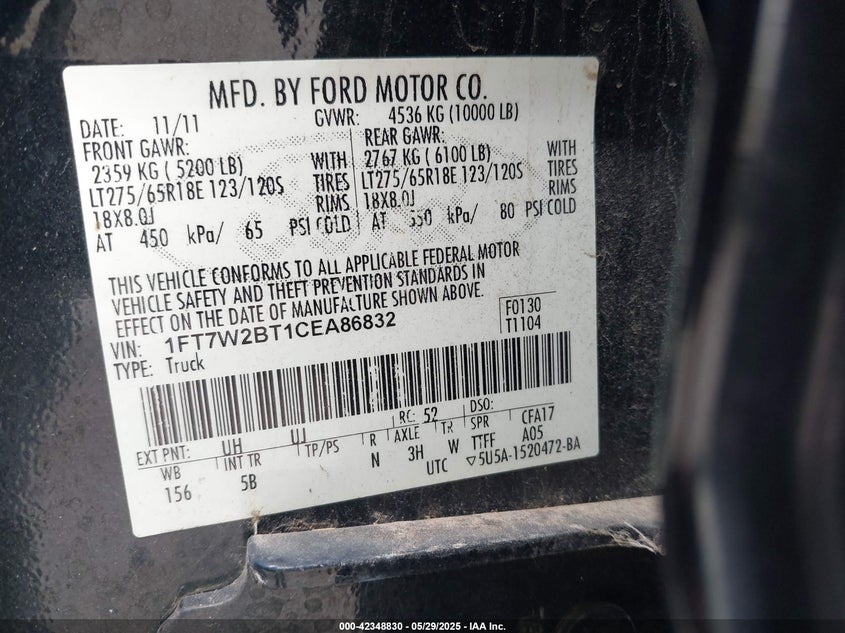 MFD. BY FORD MOTOR CO.
DATE: 11/11 GVWR: 4536 KG (10000 LB)
FRONT GAWR: REAR GAWR:
2359 KG ( 5200 LB) WITH 2767 KG ( 6100 LB) WITH
LT275/65R18E 123/120S TIRES LT275/65R18E 123/120S TIRES
18X8.0J RIMS 18X8.0J RIMS
AT 450 kPa/ 65 PSI COLD AT 550 kPa/ 80 PSI COLD
THIS VEHICLE CONFORMS TO ALL APPLICABLE FEDERAL MOTOR
VEHICLE SAFETY AND THEFT PREVENTION STANDARDS IN
EFFECT ON THE DATE OF MANUFACTURE SHOWN ABOVE.
VIN: 1FT7W2BT1CEA86832 F0130
TYPE: Truck T1104
EXT PNT: UH UJ RC: 52 DSO:
WB INT TR TP/PS R AXLE TR SPR CFA17
156 5B N 3H W TTFF A05
UTC ▽5U5A-1520472-BA
000-42348830 - 05/29/2025 - IAA Inc.